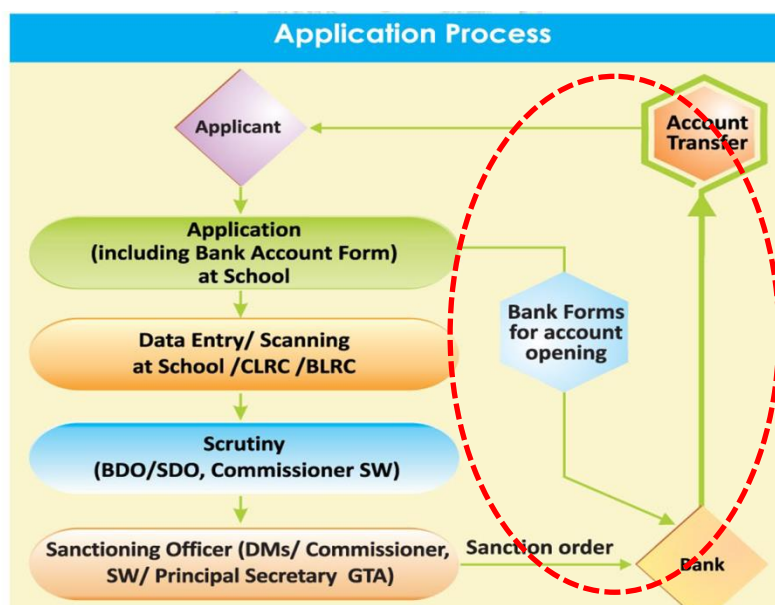 Application Process
Applicant
Account
Transfer
Application
(including Bank Account Form)
at School
Bank Forms
for account
opening
Data Entry/ Scanning
at School /CLRC /BLRC
Scrutiny
(BDO/SDO, Commissioner SW)
Sanctioning Officer (DMs/ Commissioner,
SW/ Principal Secretary GTA)
Sanction order
Bank